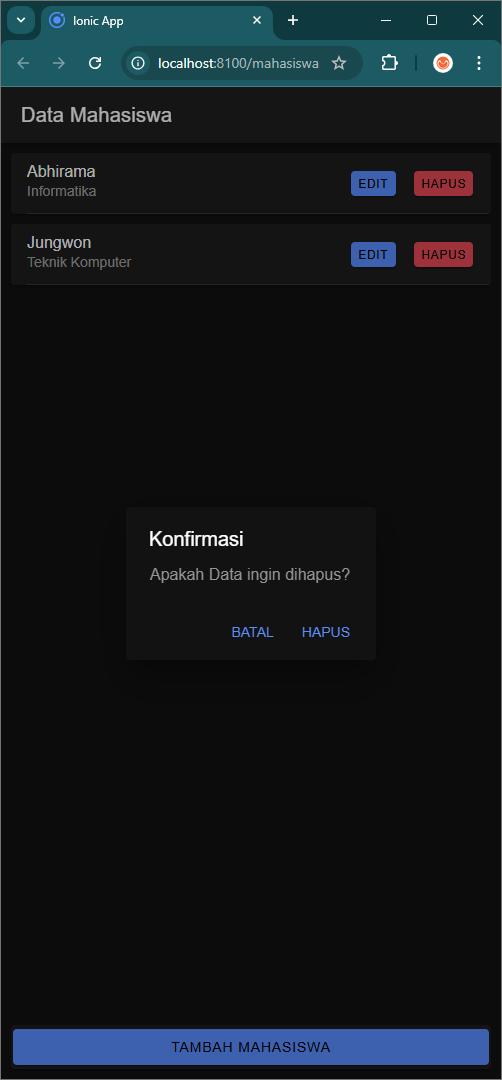 Ionic App
localhost:8100/mahasiswa
Data Mahasiswa
Abhirama
Informatika
EDIT HAPUS
Jungwon
Teknik Komputer
EDIT HAPUS
Konfirmasi
Apakah Data ingin dihapus?
BATAL HAPUS
TAMBAH MAHASISWA